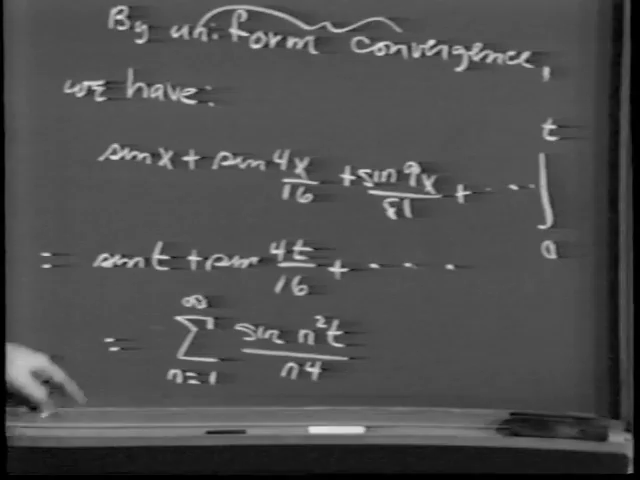 By uniform convergence,
we have:
sin x + sin 4x/16 + sin 9x/81 + ··· ]₀ᵗ
= sin t + sin 4t/16 + ····
= ∑_{n=1}^{∞} sin n²t / n⁴